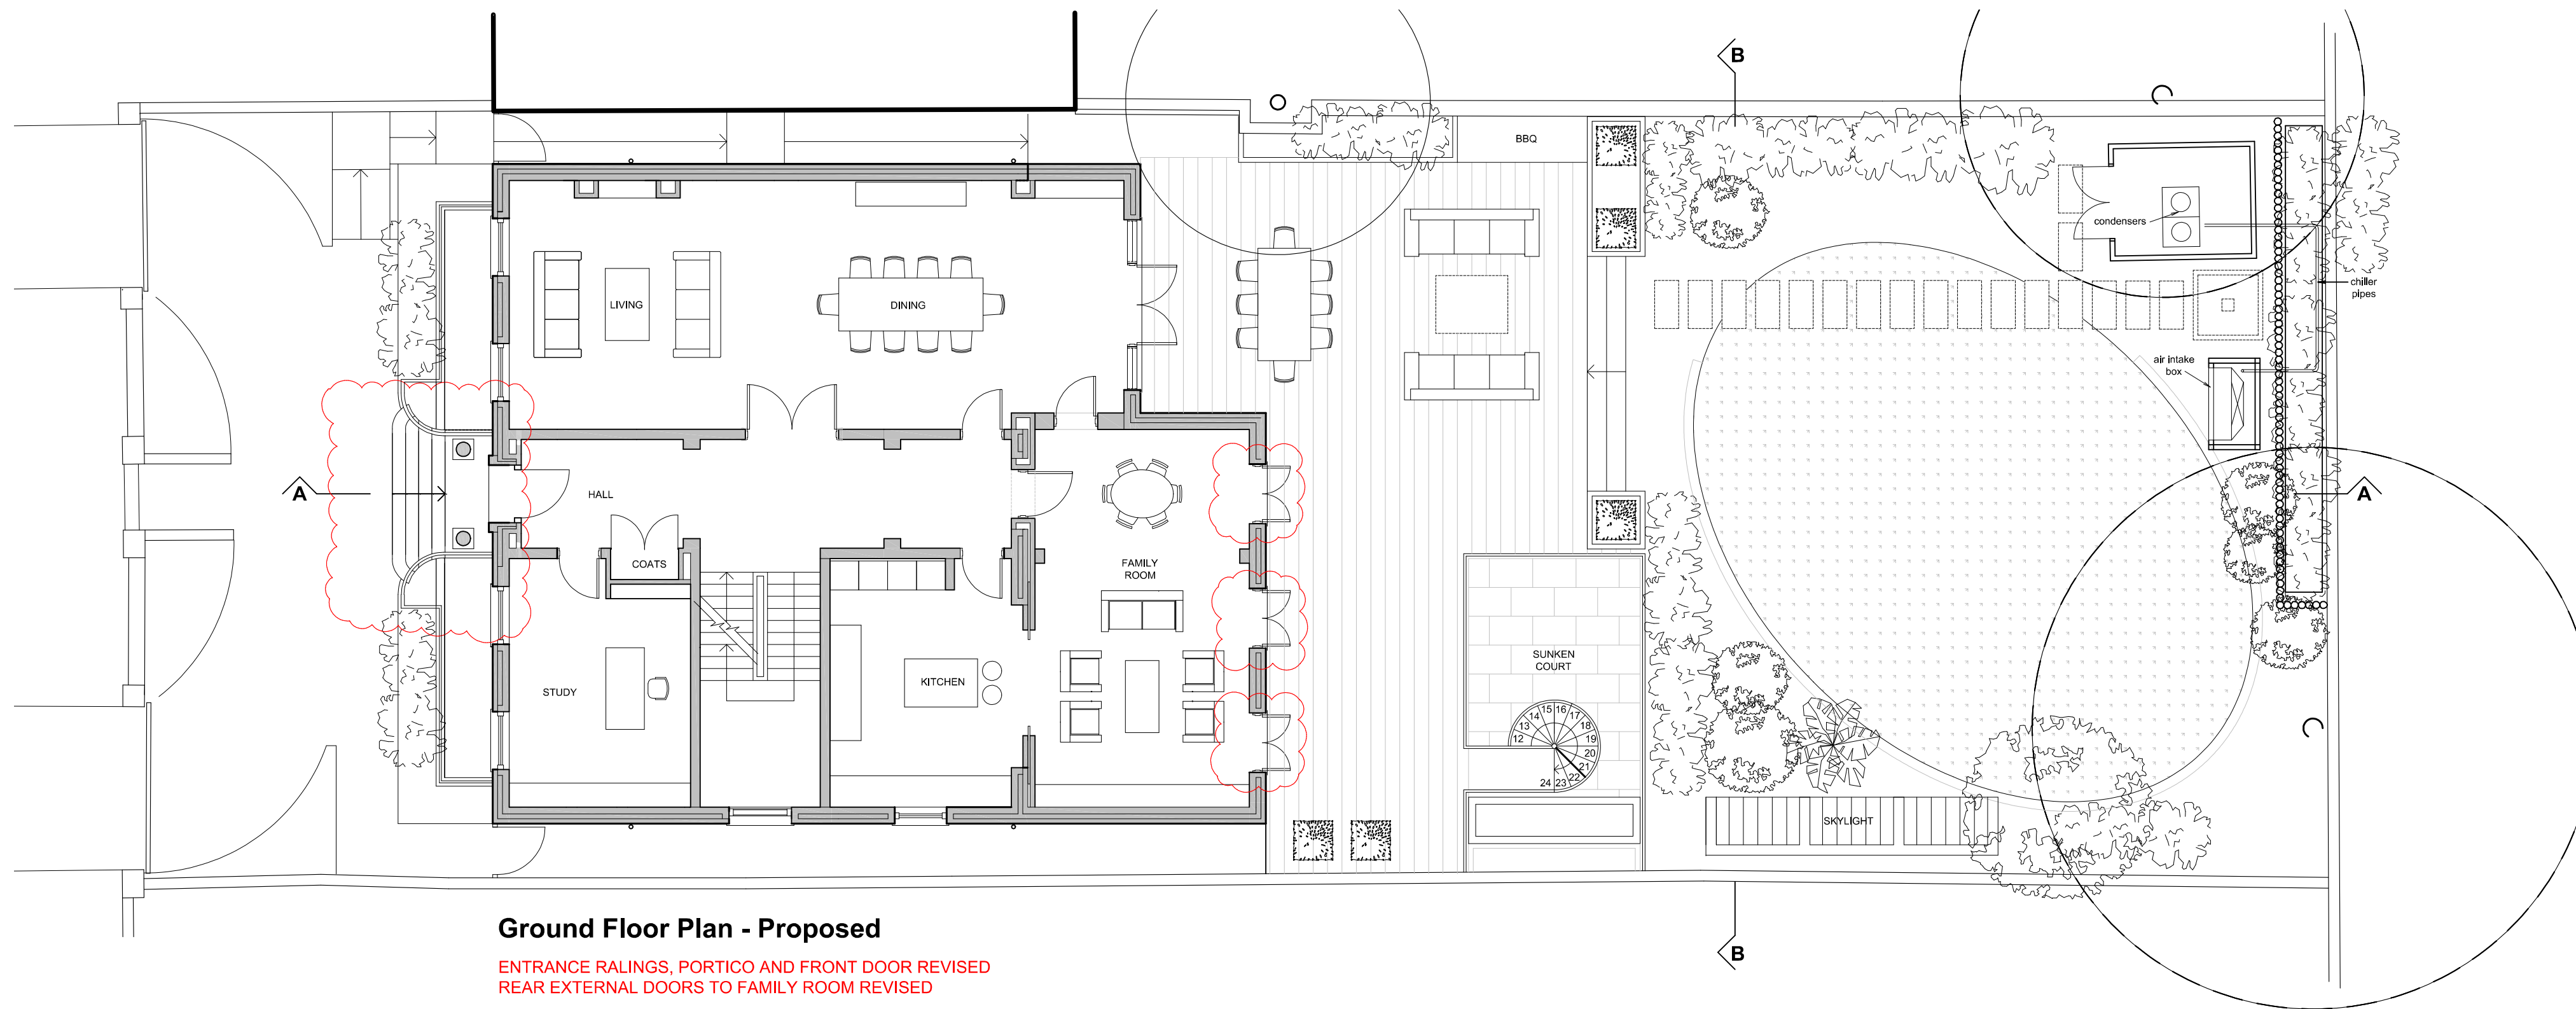 B
BBQ
condensers
chiller
pipes
LIVING
DINING
air intake
box
A
HALL
A
COATS
FAMILY
ROOM
SUNKEN
COURT
STUDY
KITCHEN
12
13
14
15
16
17
18
19
20
21
22
23
24
SKYLIGHT
Ground Floor Plan - Proposed
B
ENTRANCE RALINGS, PORTICO AND FRONT DOOR REVISED
REAR EXTERNAL DOORS TO FAMILY ROOM REVISED